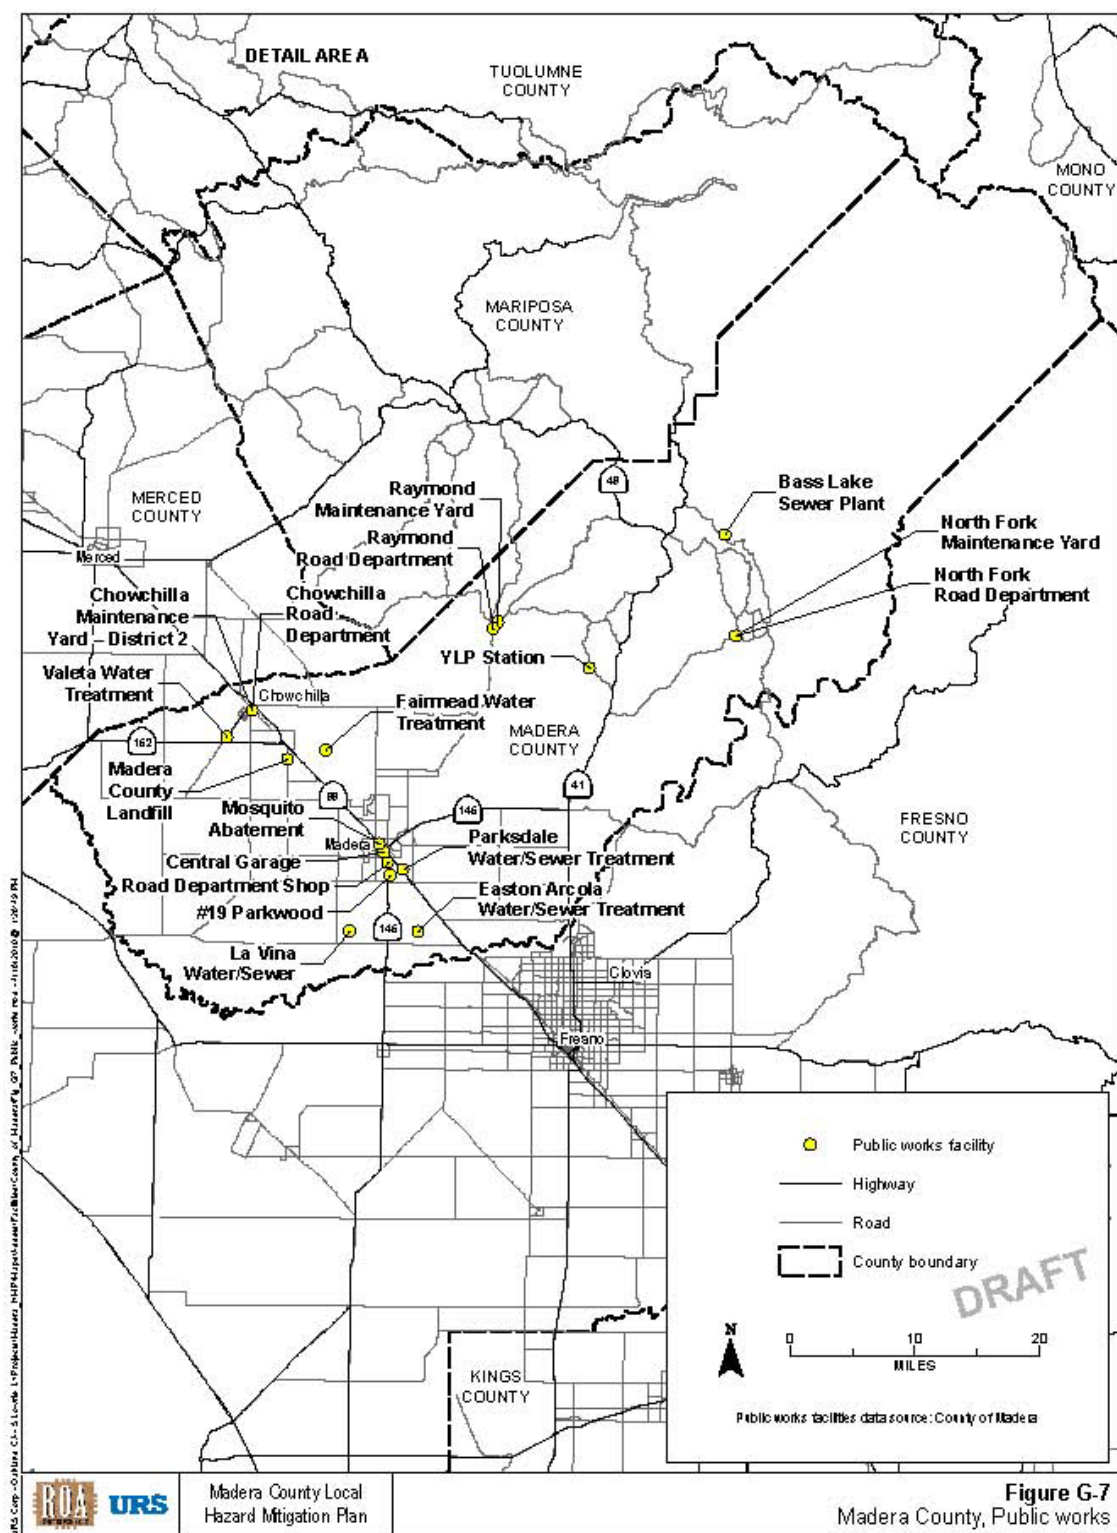 DETAIL AREA
TUOLUMNE
COUNTY
MONO
COUNTY
MARIPOSA
COUNTY
MERCED
COUNTY
Merced
Raymond
Maintenance Yard
Raymond
Road Department
49
Bass Lake
Sewer Plant
North Fork
Maintenance Yard
North Fork
Road Department
Chowchilla
Maintenance
Yard – District 2
Chowchilla
Road
Department
YLP Station
Valeta Water
Treatment
Chowchilla
Fairmead Water
Treatment
MADERA
COUNTY
Madera
County
Landfill
Mosquito
Abatement
146
41
FRESNO
COUNTY
Madera
Parksdale
Water/Sewer Treatment
Central Garage
Road Department Shop
Easton Arcola
Water/Sewer Treatment
#19 Parkwood
146
La Vina
Water/Sewer
Clovis
Fresno
KINGS
COUNTY
Public works facility
Highway
Road
County boundary
DRAFT
N
0 10 20
MILES
Public works facilities data source: County of Madera
URS
Madera County Local
Hazard Mitigation Plan
Figure G-7
Madera County, Public works